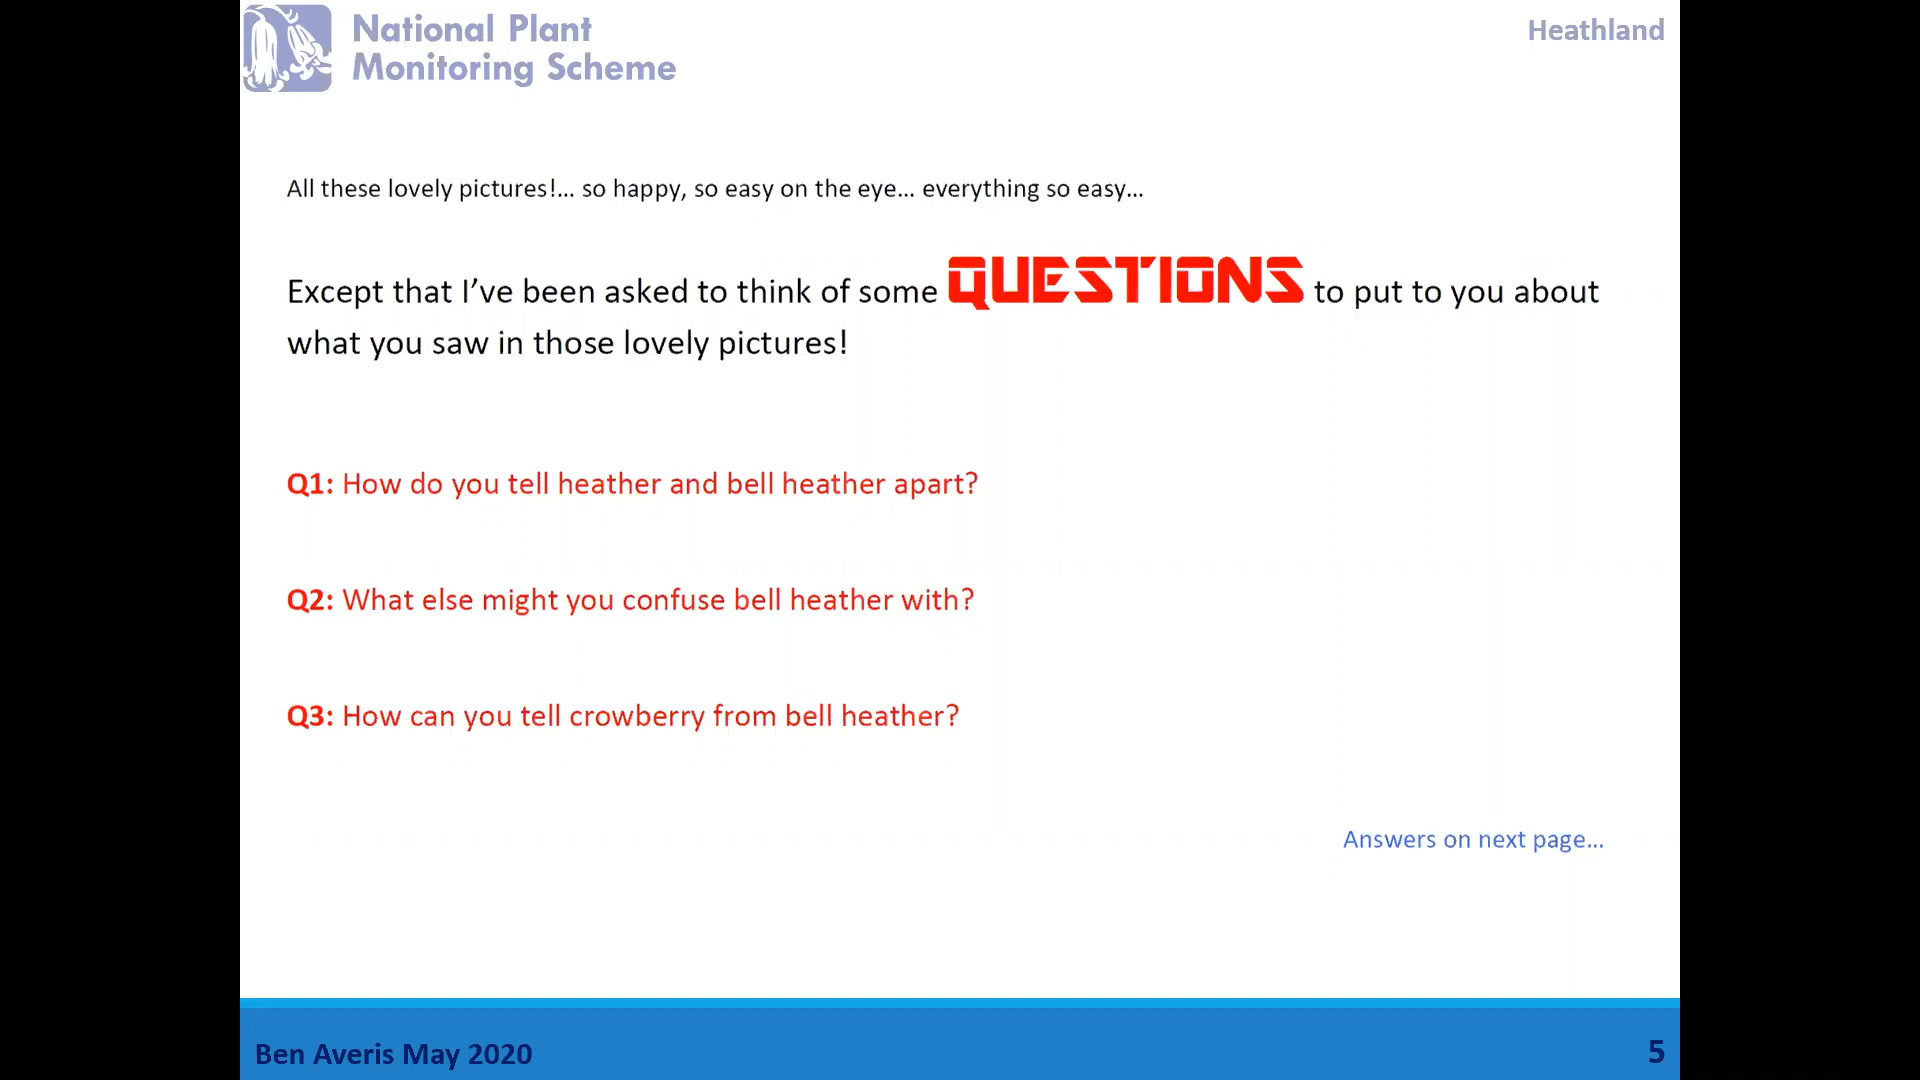 National Plant
Monitoring Scheme
Heathland
All these lovely pictures!... so happy, so easy on the eye... everything so easy...
Except that I’ve been asked to think of some QUESTIONS to put to you about
what you saw in those lovely pictures!
Q1: How do you tell heather and bell heather apart?
Q2: What else might you confuse bell heather with?
Q3: How can you tell crowberry from bell heather?
Answers on next page...
Ben Averis May 2020
5